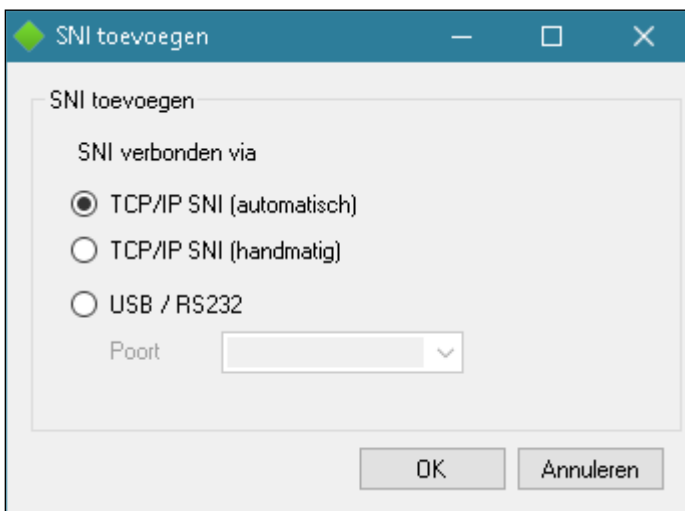 SNI toevoegen
SNI toevoegen
SNI verbonden via
TCP/IP SNI (automatisch)
TCP/IP SNI (handmatig)
USB / RS232
Poort
OK Annuleren